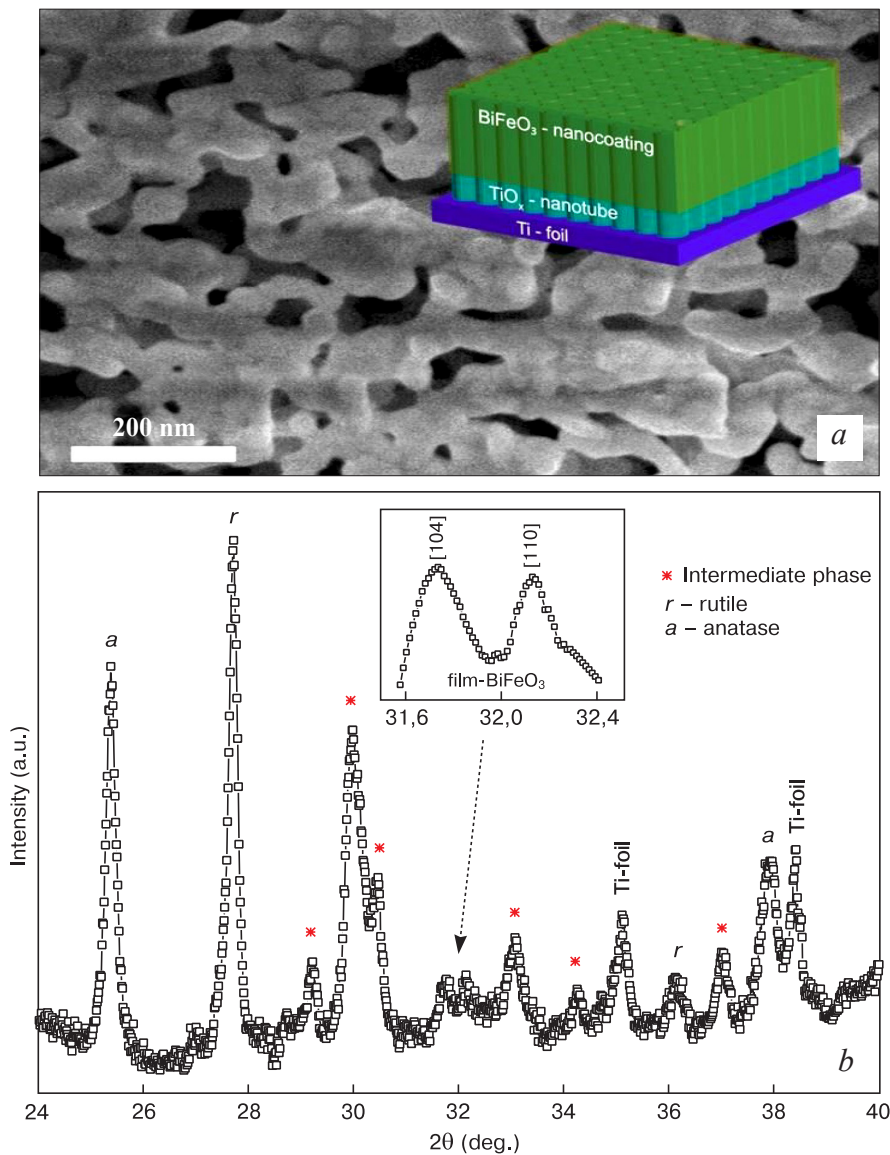 BiFeO₃ - nanocoating
TiOₓ - nanotube
Ti - foil
200 nm
a
r
a
[104]
[110]
film-BiFeO₃
31,6 32,0 32,4
* Intermediate phase
r – rutile
a – anatase
*
*
*
*
*
*
Ti-foil
r
a
Ti-foil
Intensity (a.u.)
b
24 26 28 30 32 34 36 38 40
2θ (deg.)